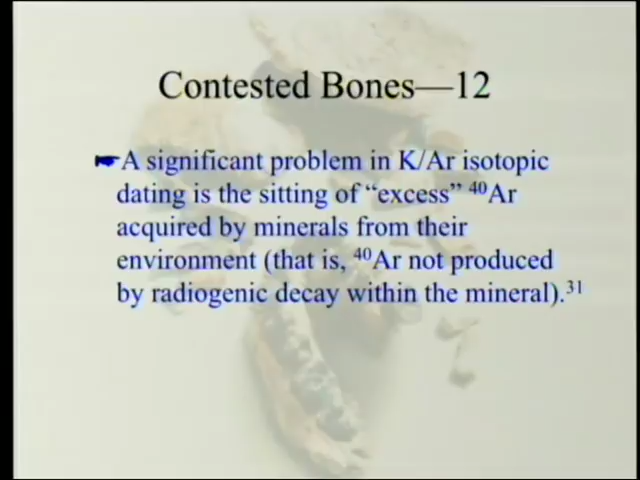 Contested Bones—12
☛A significant problem in K/Ar isotopic
dating is the sitting of “excess” ⁴⁰Ar
acquired by minerals from their
environment (that is, ⁴⁰Ar not produced
by radiogenic decay within the mineral).³¹